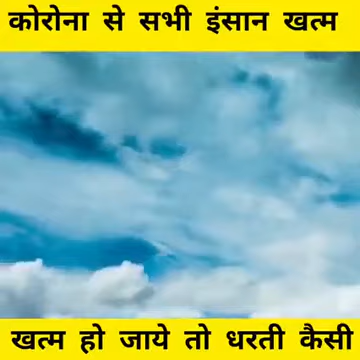 कोरोना से सभी इंसान खत्म
खत्म हो जाये तो धरती कैसी